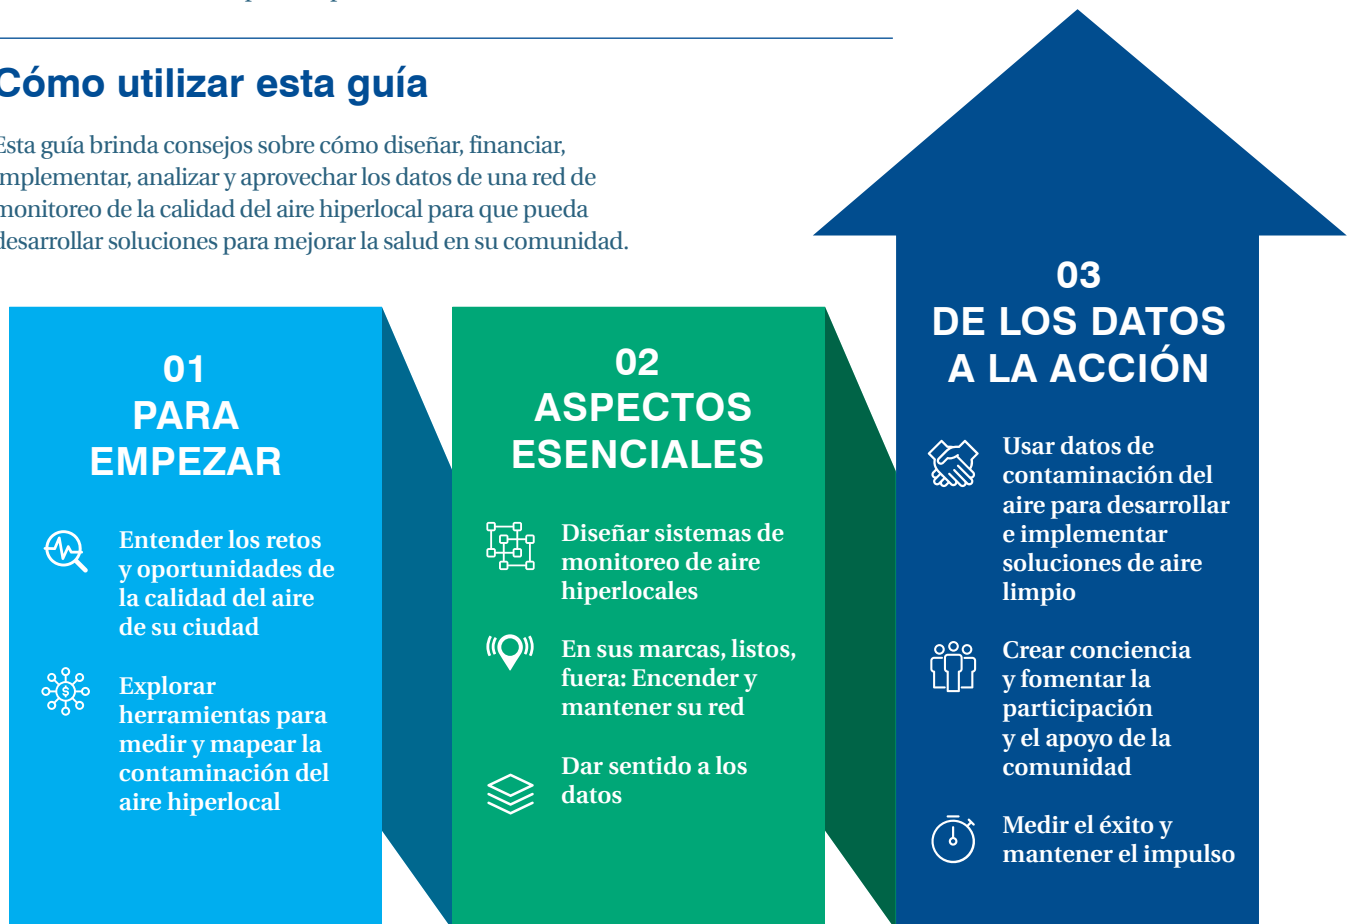 Cómo utilizar esta guía
Esta guía brinda consejos sobre cómo diseñar, financiar,
implementar, analizar y aprovechar los datos de una red de
monitoreo de la calidad del aire hiperlocal para que pueda
desarrollar soluciones para mejorar la salud en su comunidad.
01
PARA
EMPEZAR
Entender los retos
y oportunidades de
la calidad del aire
de su ciudad
Explorar
herramientas para
medir y mapear la
contaminación del
aire hiperlocal
02
ASPECTOS
ESENCIALES
Diseñar sistemas de
monitoreo de aire
hiperlocales
En sus marcas, listos,
fuera: Encender y
mantener su red
Dar sentido a los
datos
03
DE LOS DATOS
A LA ACCIÓN
Usar datos de
contaminación del
aire para desarrollar
e implementar
soluciones de aire
limpio
Crear conciencia
y fomentar la
participación
y el apoyo de la
comunidad
Medir el éxito y
mantener el impulso